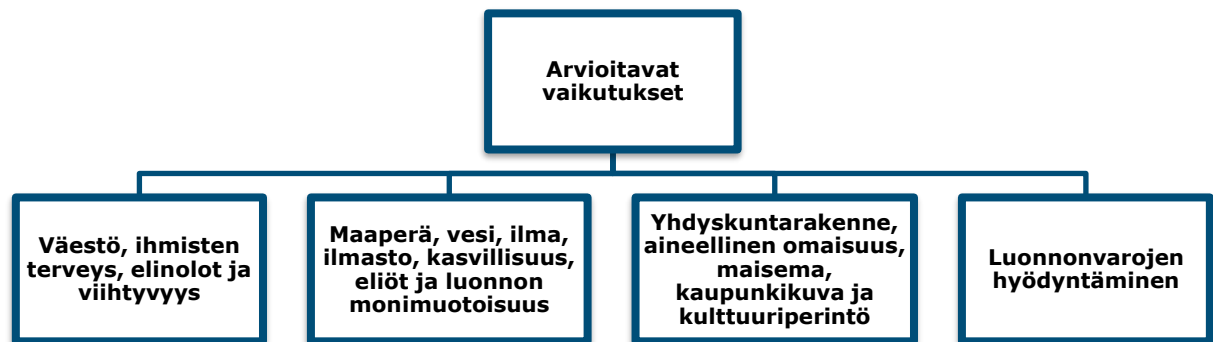 Arvioitavat
vaikutukset
Väestö, ihmisten
terveys, elinolot ja
viihtyvyys
Maaperä, vesi, ilma,
ilmasto, kasvillisuus,
eliöt ja luonnon
monimuotoisuus
Yhdyskuntarakenne,
aineellinen omaisuus,
maisema,
kaupunkikuva ja
kulttuuriperintö
Luonnonvarojen
hyödyntäminen